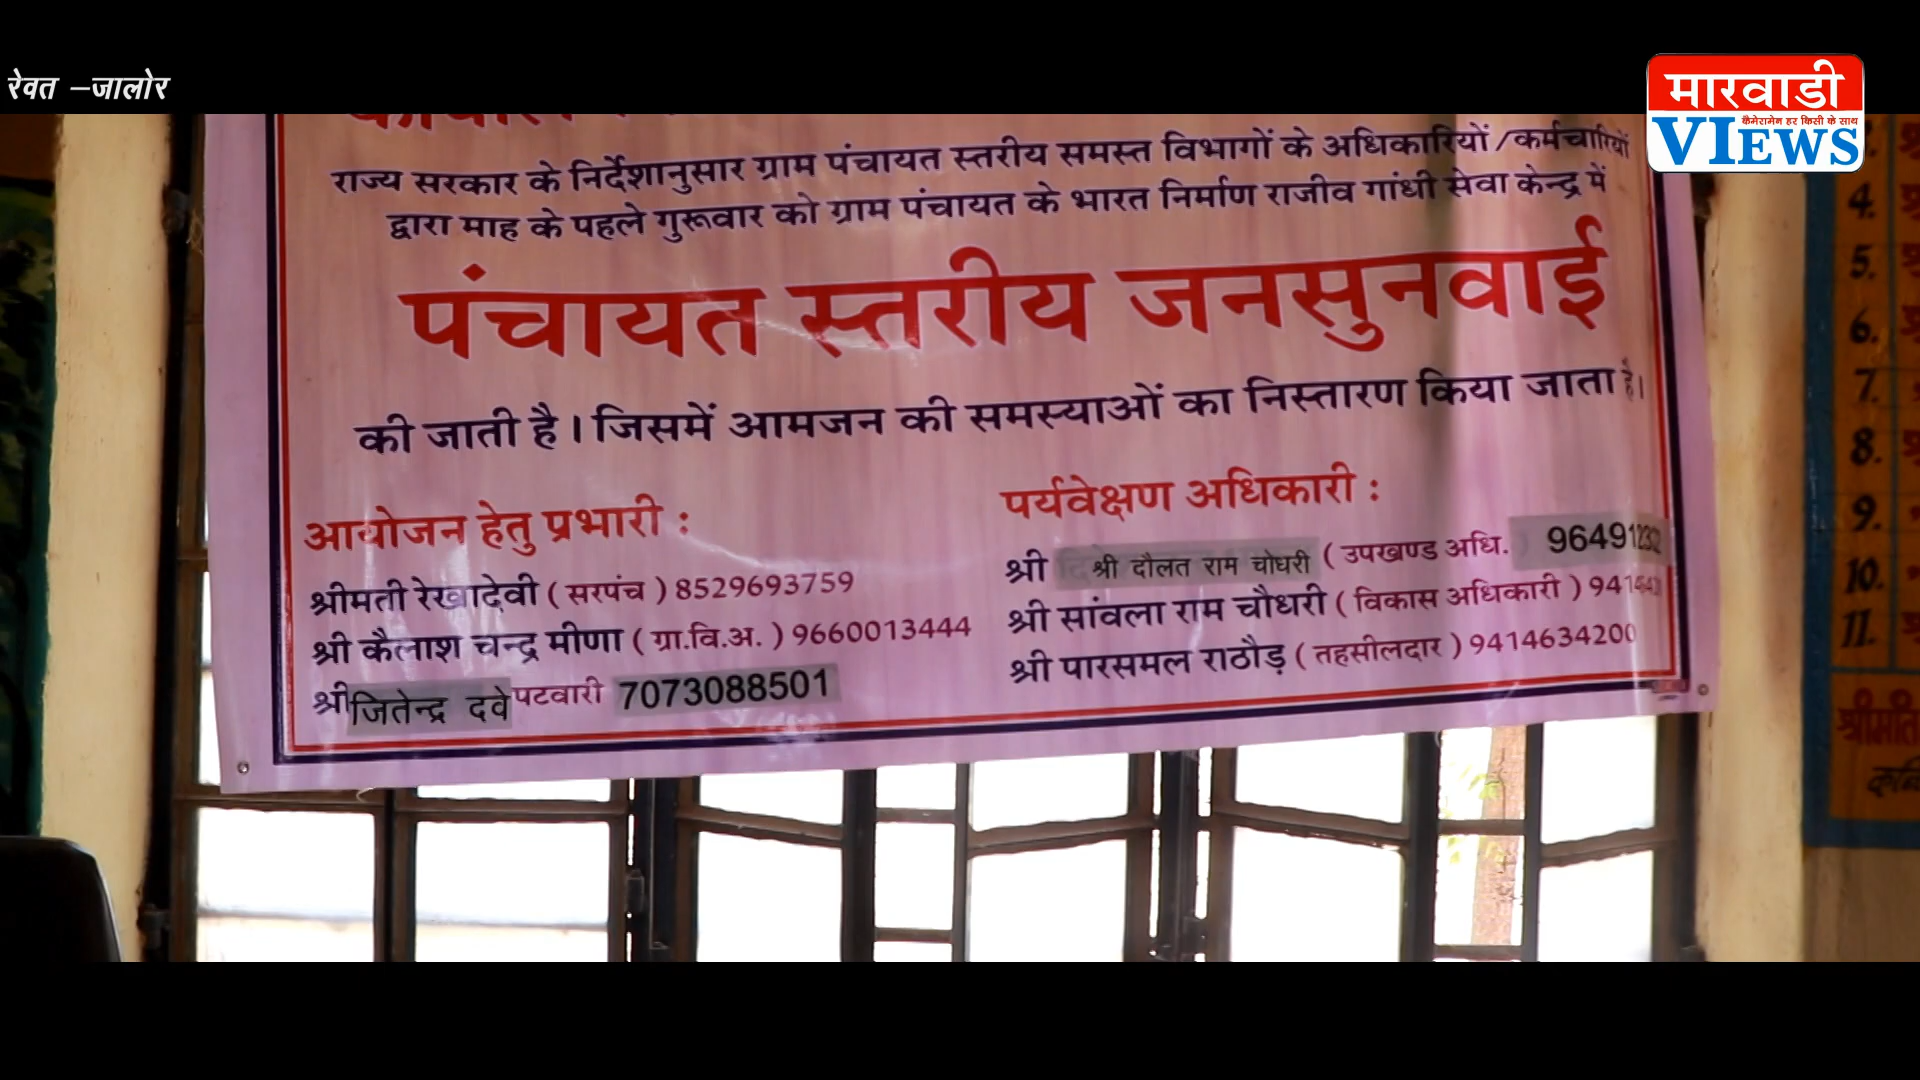 रेवत –जालोर
मारवाडी
कैमेरामेन हर किसी के साथ
VIEWS
राज्य सरकार के निर्देशानुसार ग्राम पंचायत स्तरीय समस्त विभागों के अधिकारियों /कर्मचारियों
द्वारा माह के पहले गुरूवार को ग्राम पंचायत के भारत निर्माण राजीव गांधी सेवा केन्द्र में
पंचायत स्तरीय जनसुनवाई
की जाती है । जिसमें आमजन की समस्याओं का निस्तारण किया जाता है।
आयोजन हेतु प्रभारी :
श्रीमती रेखादेवी ( सरपंच ) 8529693759
श्री कैलाश चन्द्र मीणा ( ग्रा.वि.अ. ) 9660013444
श्री जितेन्द्र दवे पटवारी 7073088501
पर्यवेक्षण अधिकारी :
श्री श्री दौलत राम चोधरी ( उपखण्ड अधि. )
श्री सांवला राम चौधरी ( विकास अधिकारी )
श्री पारसमल राठौड़ ( तहसीलदार ) 9414634200
4.
5.
6.
7.
8.
9.
10.
11.